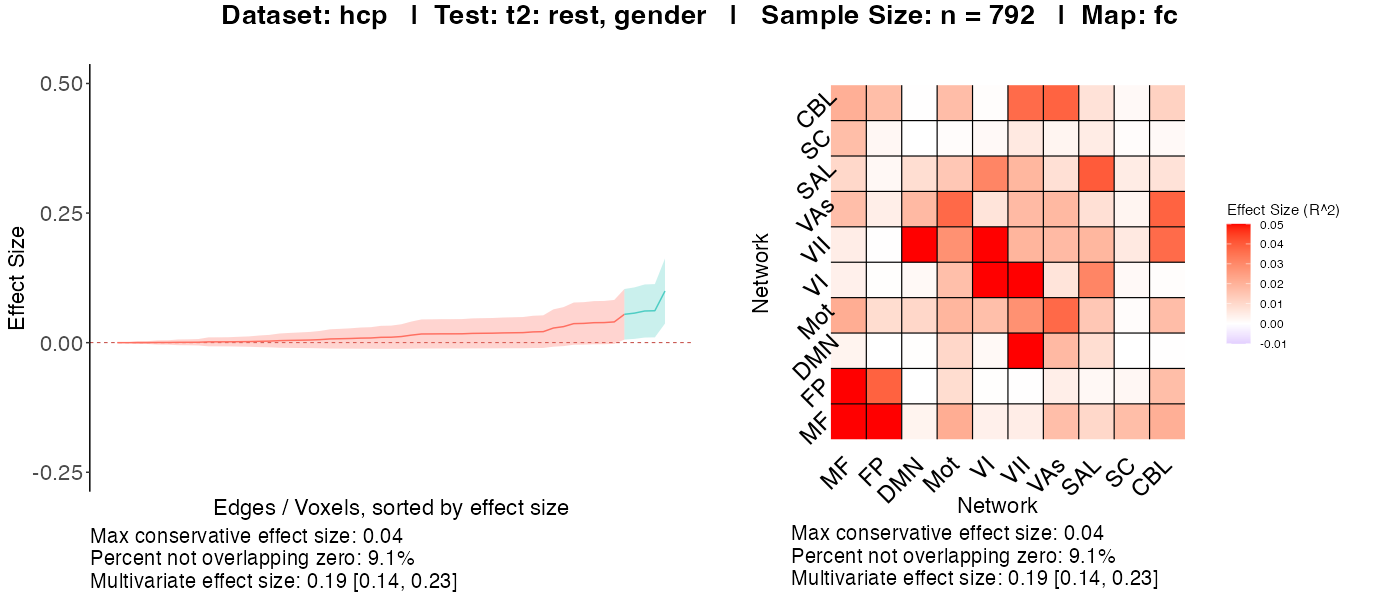 Dataset: hcp | Test: t2: rest, gender | Sample Size: n = 792 | Map: fc
Effect Size
0.50
0.25
0.00
-0.25
Edges / Voxels, sorted by effect size
Max conservative effect size: 0.04
Percent not overlapping zero: 9.1%
Multivariate effect size: 0.19 [0.14, 0.23]
Network
CBL
SC
SAL
VAs
VII
VI
Mot
DMN
FP
MF
MF FP DMN Mot VI VII VAs SAL SC CBL
Network
Effect Size (R^2)
0.05
0.04
0.03
0.02
0.01
0.00
-0.01
Max conservative effect size: 0.04
Percent not overlapping zero: 9.1%
Multivariate effect size: 0.19 [0.14, 0.23]